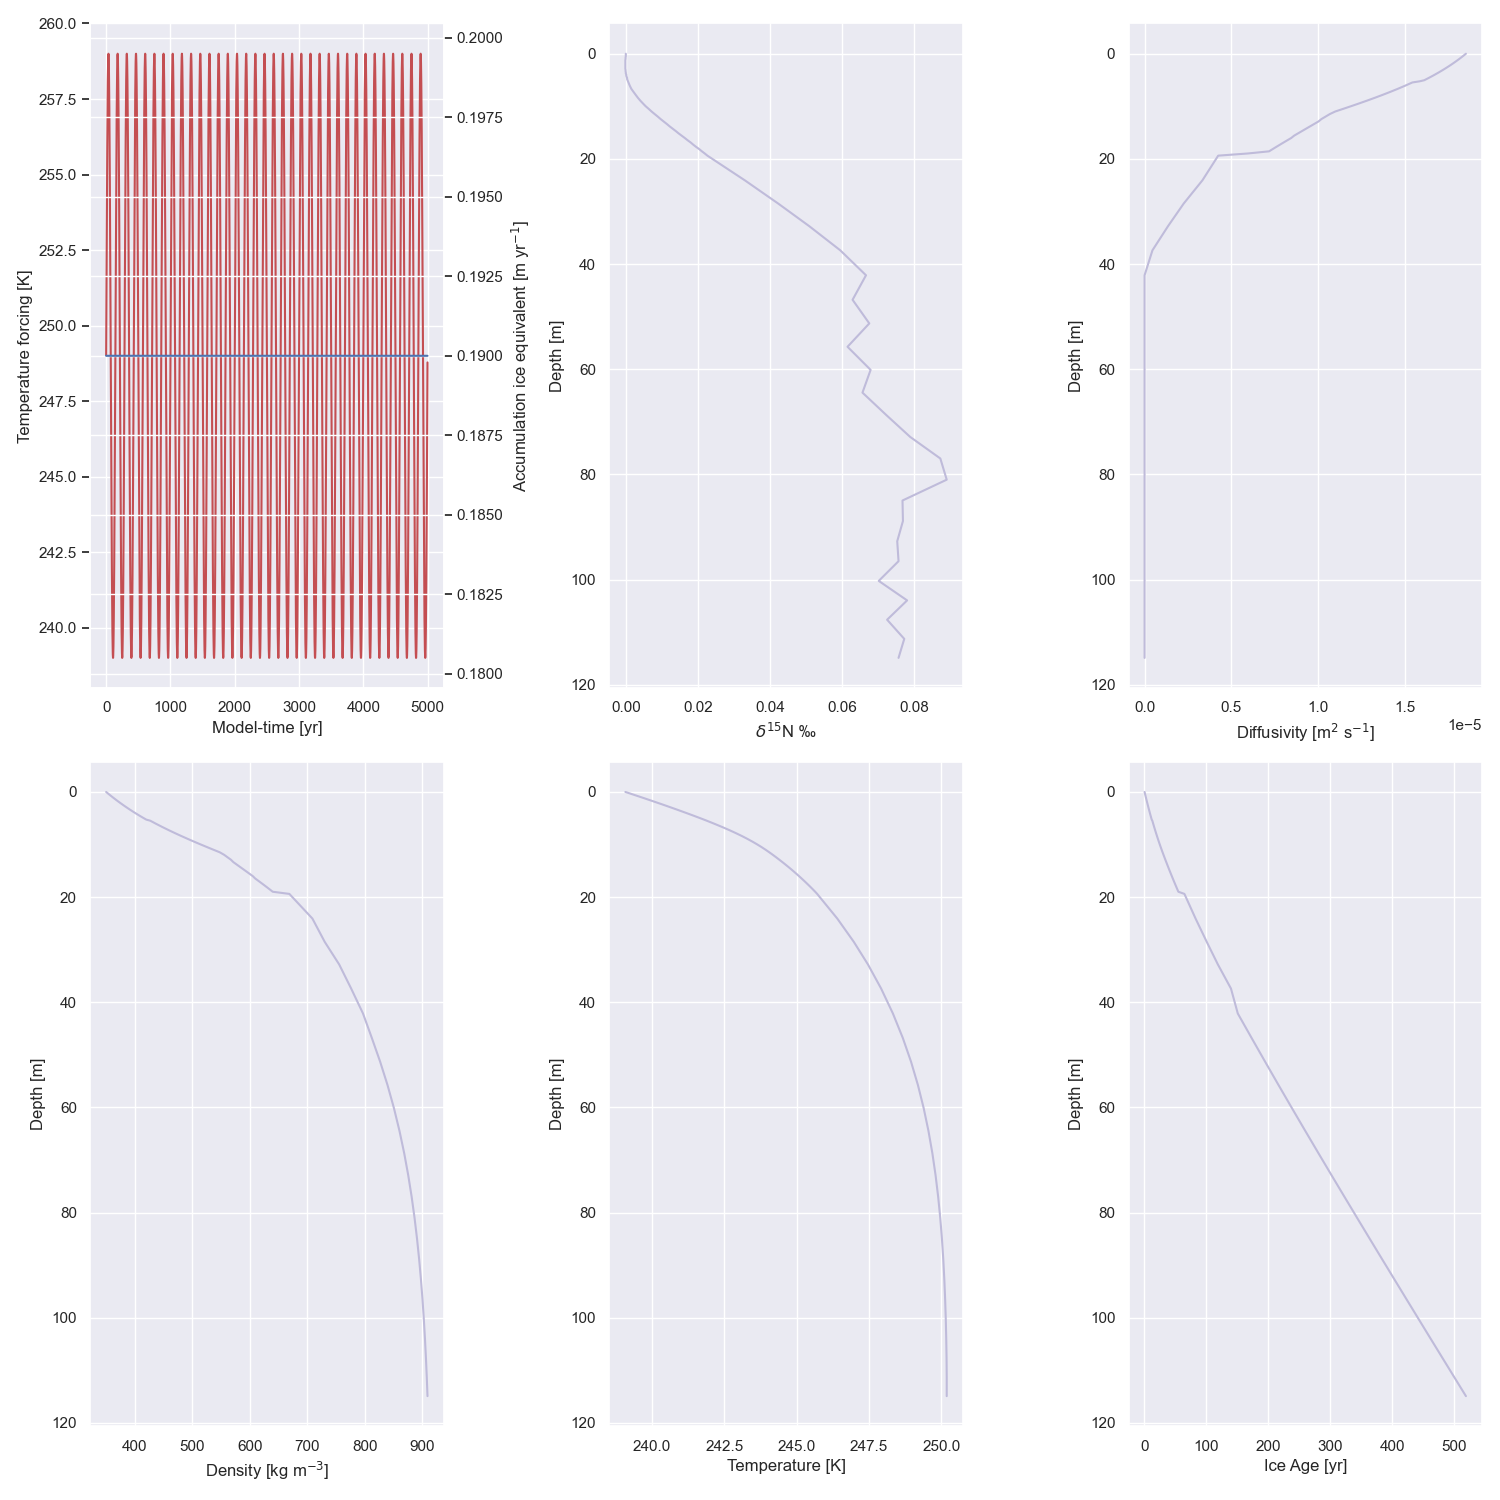 260.0
257.5
255.0
252.5
250.0
247.5
245.0
242.5
240.0
Temperature forcing [K]
0 1000 2000 3000 4000 5000
Model-time [yr]
0.2000
0.1975
0.1950
0.1925
0.1900
0.1875
0.1850
0.1825
0.1800
Accumulation ice equivalent [m yr⁻¹]
0
20
40
60
80
100
120
Depth [m]
0.00 0.02 0.04 0.06 0.08
δ¹⁵N ‰
0
20
40
60
80
100
120
Depth [m]
0.0 0.5 1.0 1.5
1e−5
Diffusivity [m² s⁻¹]
0
20
40
60
80
100
120
Depth [m]
400 500 600 700 800 900
Density [kg m⁻³]
0
20
40
60
80
100
120
Depth [m]
240.0 242.5 245.0 247.5 250.0
Temperature [K]
0
20
40
60
80
100
120
Depth [m]
0 100 200 300 400 500
Ice Age [yr]